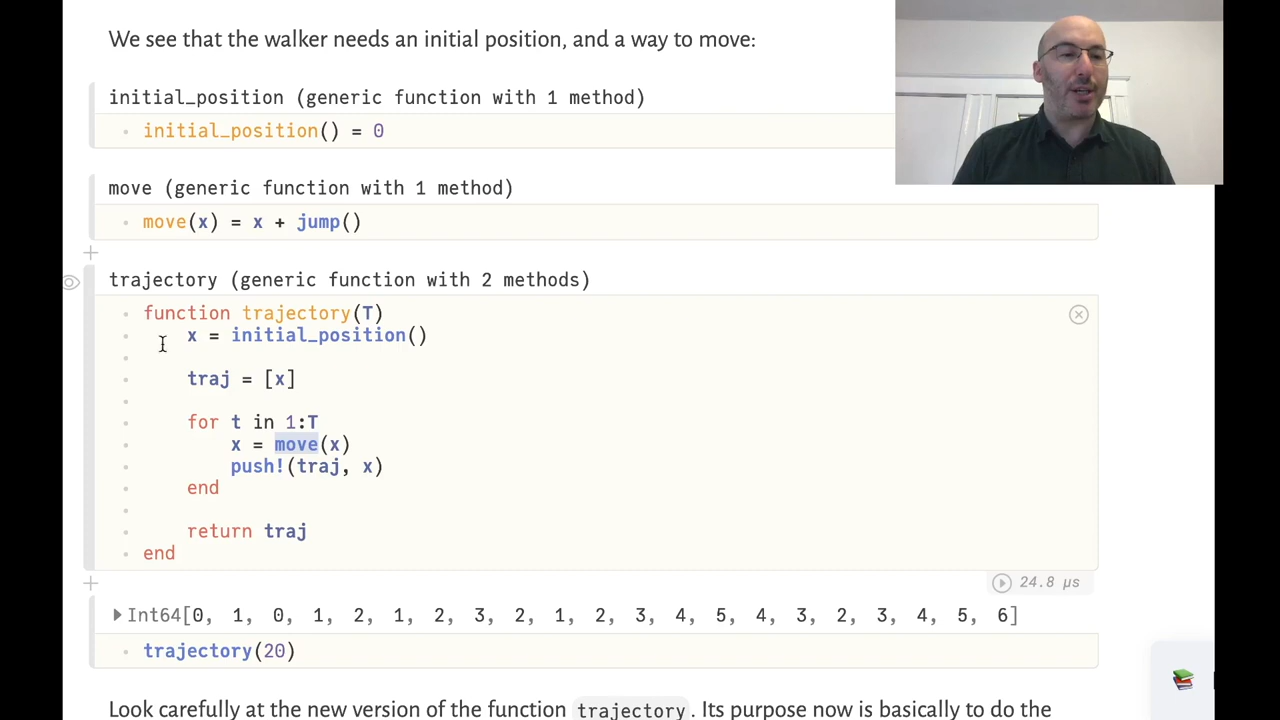 We see that the walker needs an initial position, and a way to move:
initial_position (generic function with 1 method)
initial_position() = 0
move (generic function with 1 method)
move(x) = x + jump()
trajectory (generic function with 2 methods)
function trajectory(T)
x = initial_position()
traj = [x]
for t in 1:T
x = move(x)
push!(traj, x)
end
return traj
end
24.8 μs
Int64[0, 1, 0, 1, 2, 1, 2, 3, 2, 1, 2, 3, 4, 5, 4, 3, 2, 3, 4, 5, 6]
trajectory(20)
Look carefully at the new version of the function trajectory. Its purpose now is basically to do the